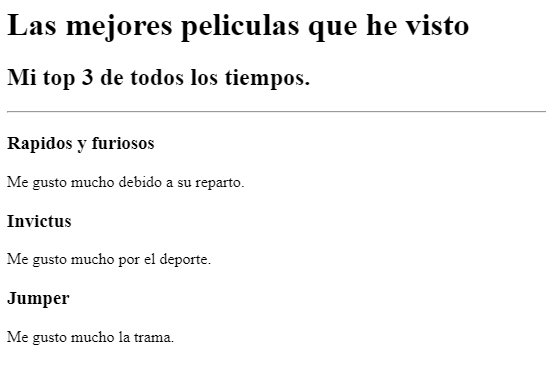 Las mejores peliculas que he visto
Mi top 3 de todos los tiempos.
Rapidos y furiosos
Me gusto mucho debido a su reparto.
Invictus
Me gusto mucho por el deporte.
Jumper
Me gusto mucho la trama.